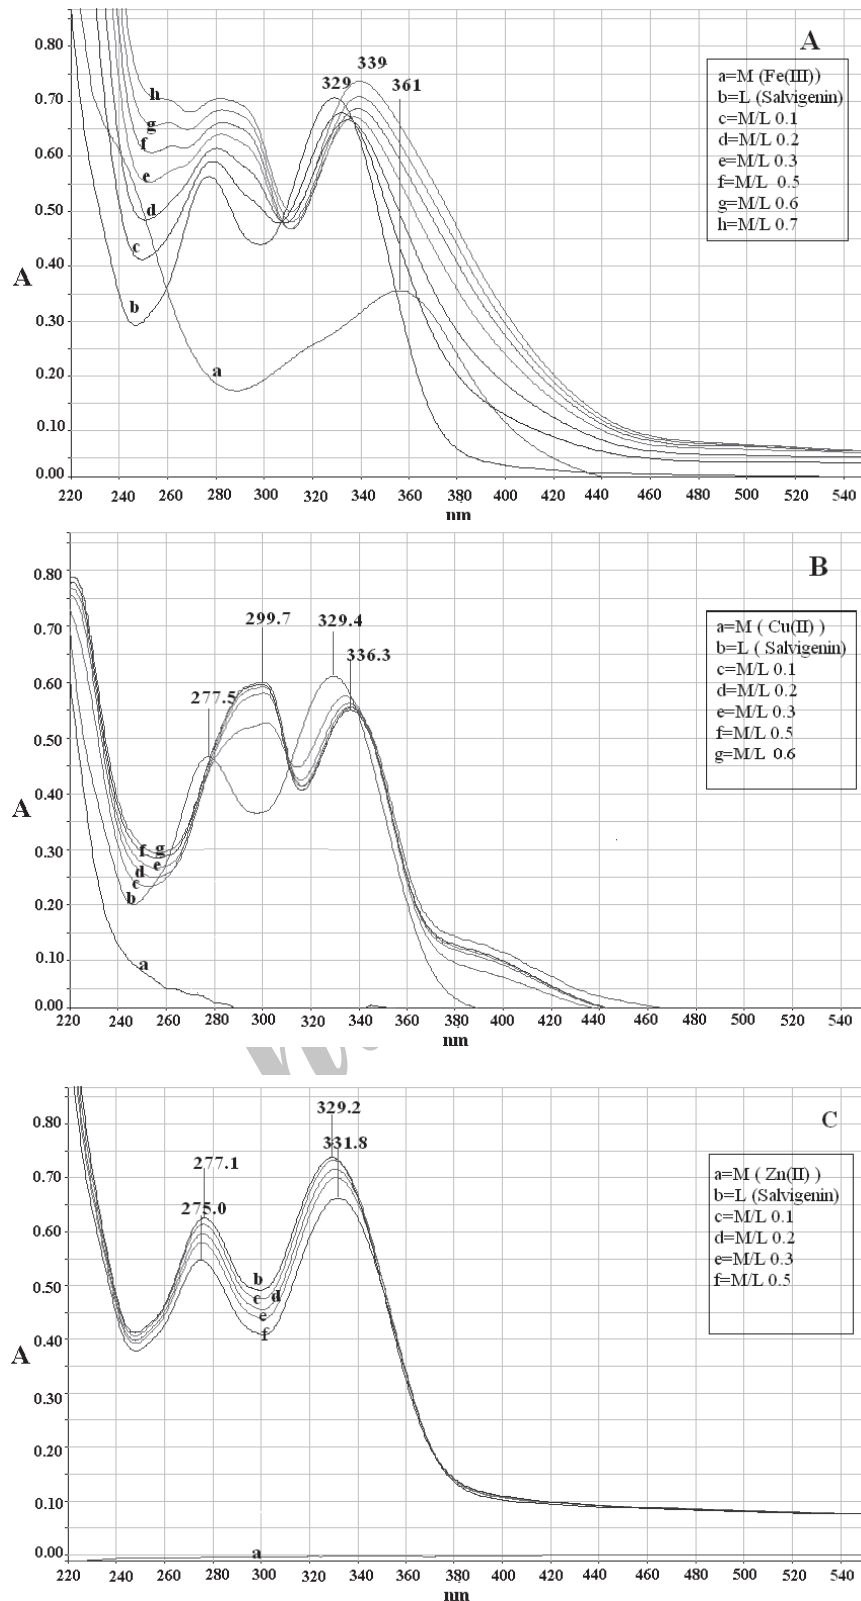 A
0.80
0.70
0.60
0.50
0.40
0.30
0.20
0.10
0.00
A
329
339
361
h
g
f
e
d
c
b
a
a=M (Fe(III))
b=L (Salvigenin)
c=M/L 0.1
d=M/L 0.2
e=M/L 0.3
f=M/L 0.5
g=M/L 0.6
h=M/L 0.7
220 240 260 280 300 320 340 360 380 400 420 440 460 480 500 520 540
nm
B
0.80
0.70
0.60
0.50
0.40
0.30
0.20
0.10
0.00
A
277.5
299.7
329.4
336.3
f g
d e
c
b
a
a=M ( Cu(II) )
b=L ( Salvigenin)
c=M/L 0.1
d=M/L 0.2
e=M/L 0.3
f=M/L 0.5
g=M/L 0.6
220 240 260 280 300 320 340 360 380 400 420 440 460 480 500 520 540
nm
C
0.80
0.70
0.60
0.50
0.40
0.30
0.20
0.10
0.00
A
277.1
275.0
329.2
331.8
b
c d
e
f
a
a=M ( Zn(II) )
b=L (Salvigenin)
c=M/L 0.1
d=M/L 0.2
e=M/L 0.3
f=M/L 0.5
220 240 260 280 300 320 340 360 380 400 420 440 460 480 500 520 540
nm